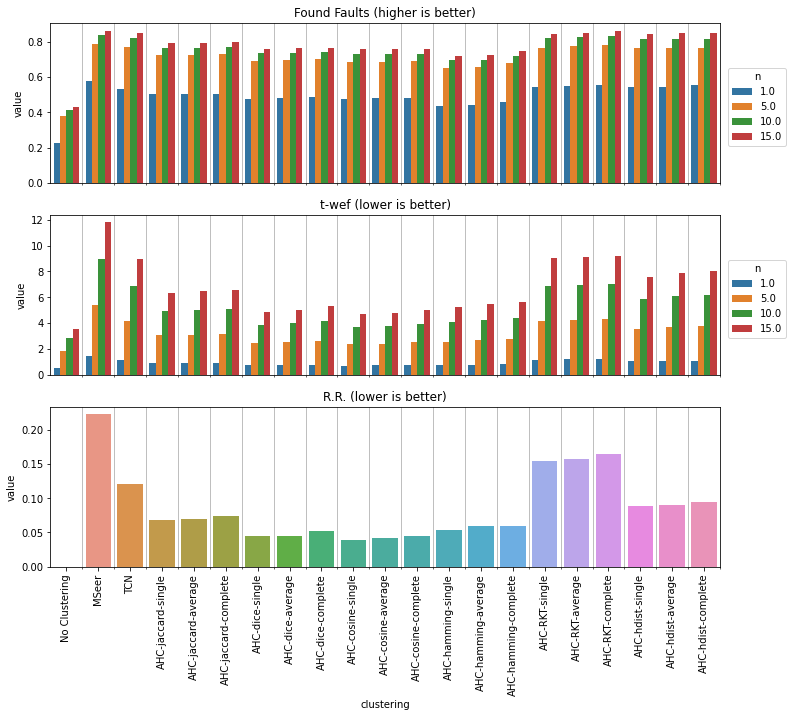 Found Faults (higher is better)
value
0.8
0.6
0.4
0.2
0.0
n
1.0
5.0
10.0
15.0
t-wef (lower is better)
value
12
10
8
6
4
2
0
n
1.0
5.0
10.0
15.0
R.R. (lower is better)
value
0.20
0.15
0.10
0.05
0.00
No Clustering
MSeer
TCN
AHC-jaccard-single
AHC-jaccard-average
AHC-jaccard-complete
AHC-dice-single
AHC-dice-average
AHC-dice-complete
AHC-cosine-single
AHC-cosine-average
AHC-cosine-complete
AHC-hamming-single
AHC-hamming-average
AHC-hamming-complete
AHC-RKT-single
AHC-RKT-average
AHC-RKT-complete
AHC-hdist-single
AHC-hdist-average
AHC-hdist-complete
clustering